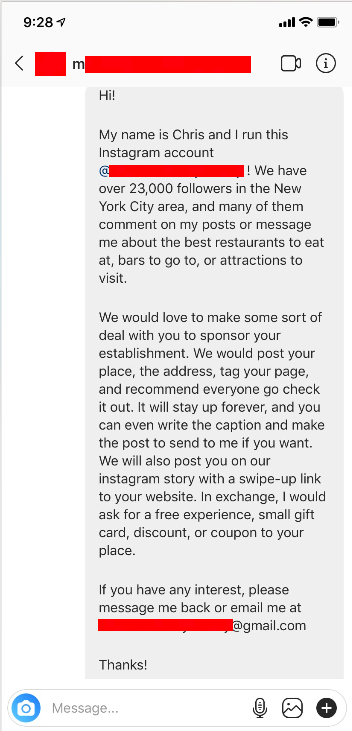 9:28
m
Hi!
My name is Chris and I run this
Instagram account
@ ! We have
over 23,000 followers in the New
York City area, and many of them
comment on my posts or message
me about the best restaurants to eat
at, bars to go to, or attractions to
visit.
We would love to make some sort of
deal with you to sponsor your
establishment. We would post your
place, the address, tag your page,
and recommend everyone go check
it out. It will stay up forever, and you
can even write the caption and make
the post to send to me if you want.
We will also post you on our
instagram story with a swipe-up link
to your website. In exchange, I would
ask for a free experience, small gift
card, discount, or coupon to your
place.
If you have any interest, please
message me back or email me at
@gmail.com
Thanks!
Message...